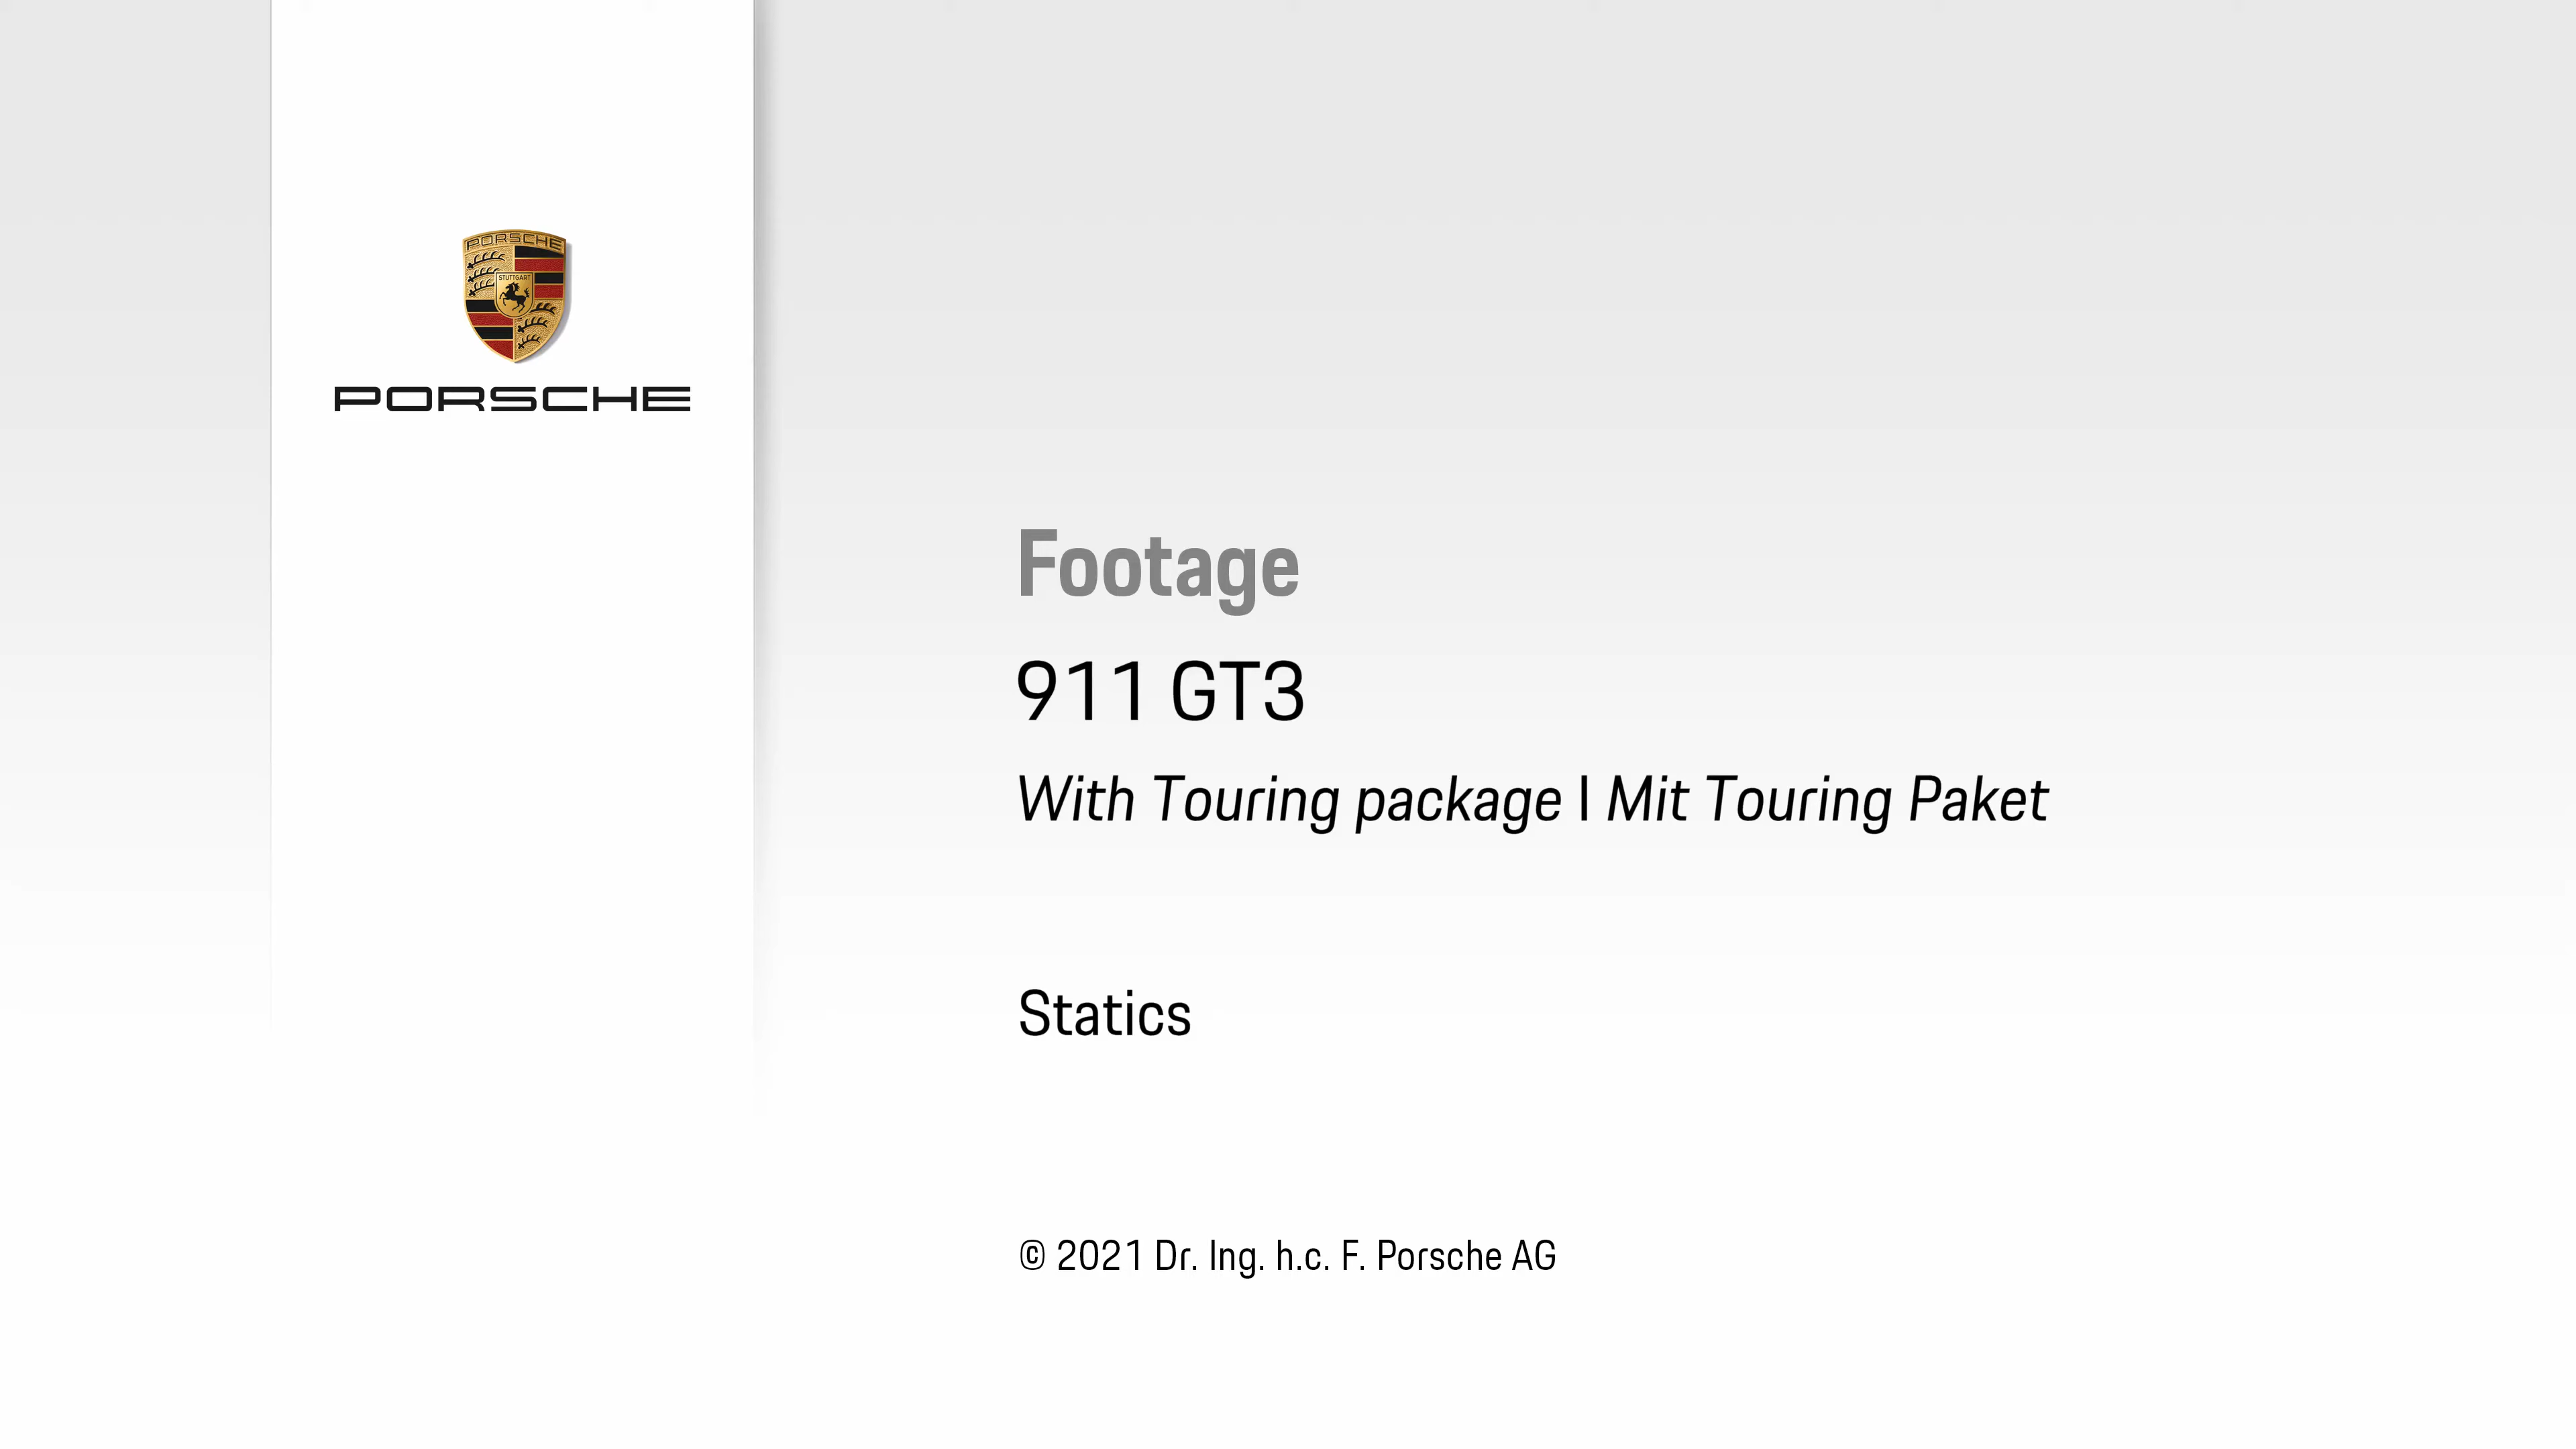 PORSCHE
STUTTGART
PORSCHE
Footage
911 GT3
With Touring package | Mit Touring Paket
Statics
© 2021 Dr. Ing. h.c. F. Porsche AG